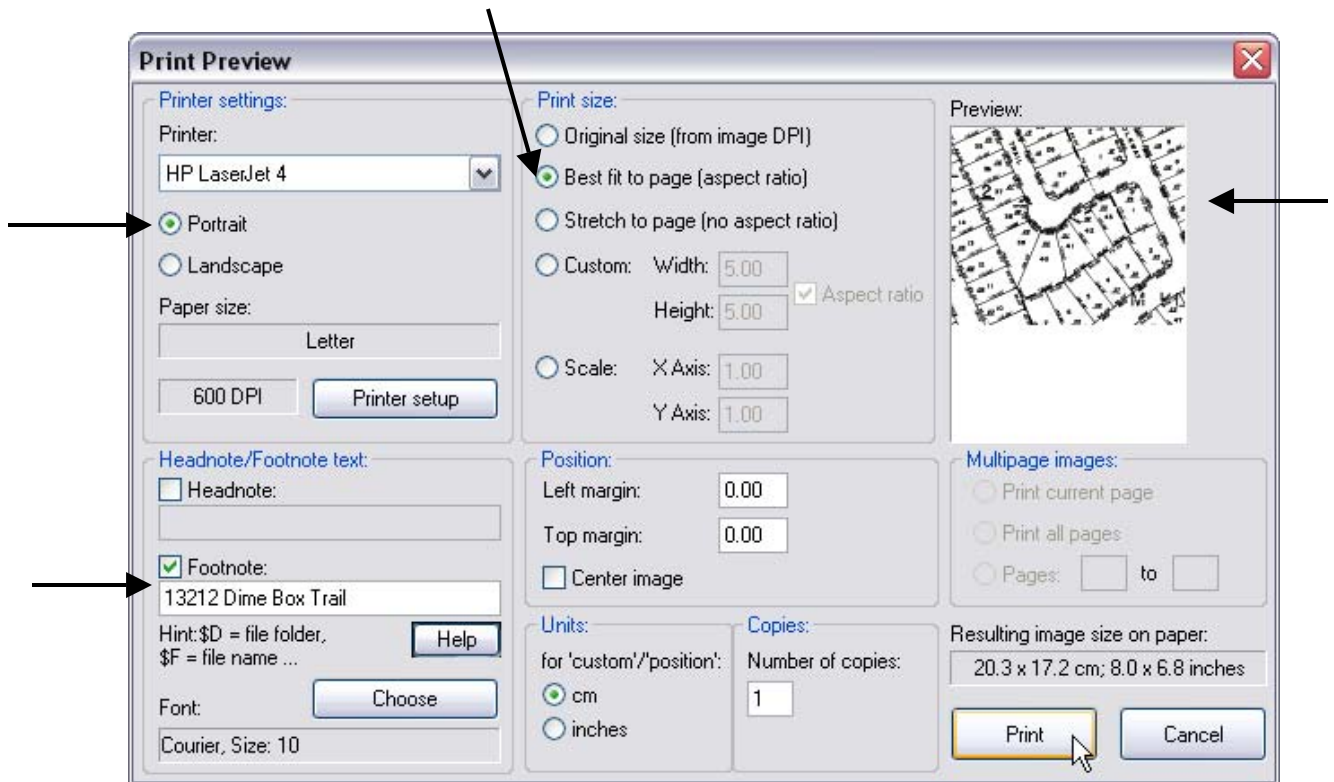 Print Preview
Printer settings:
Printer:
HP LaserJet 4
Portrait
Landscape
Paper size:
Letter
600 DPI
Printer setup
Print size:
Original size (from image DPI)
Best fit to page (aspect ratio)
Stretch to page (no aspect ratio)
Custom: Width: 5.00
Height: 5.00
Aspect ratio
Scale: X Axis: 1.00
Y Axis: 1.00
Preview:
2
M
Headnote/Footnote text:
Headnote:
Footnote:
13212 Dime Box Trail
Hint:$D = file folder,
$F = file name ...
Help
Font:
Choose
Courier, Size: 10
Position:
Left margin: 0.00
Top margin: 0.00
Center image
Units:
for 'custom'/'position':
cm
inches
Copies:
Number of copies:
1
Multipage images:
Print current page
Print all pages
Pages: to
Resulting image size on paper:
20.3 x 17.2 cm; 8.0 x 6.8 inches
Print
Cancel